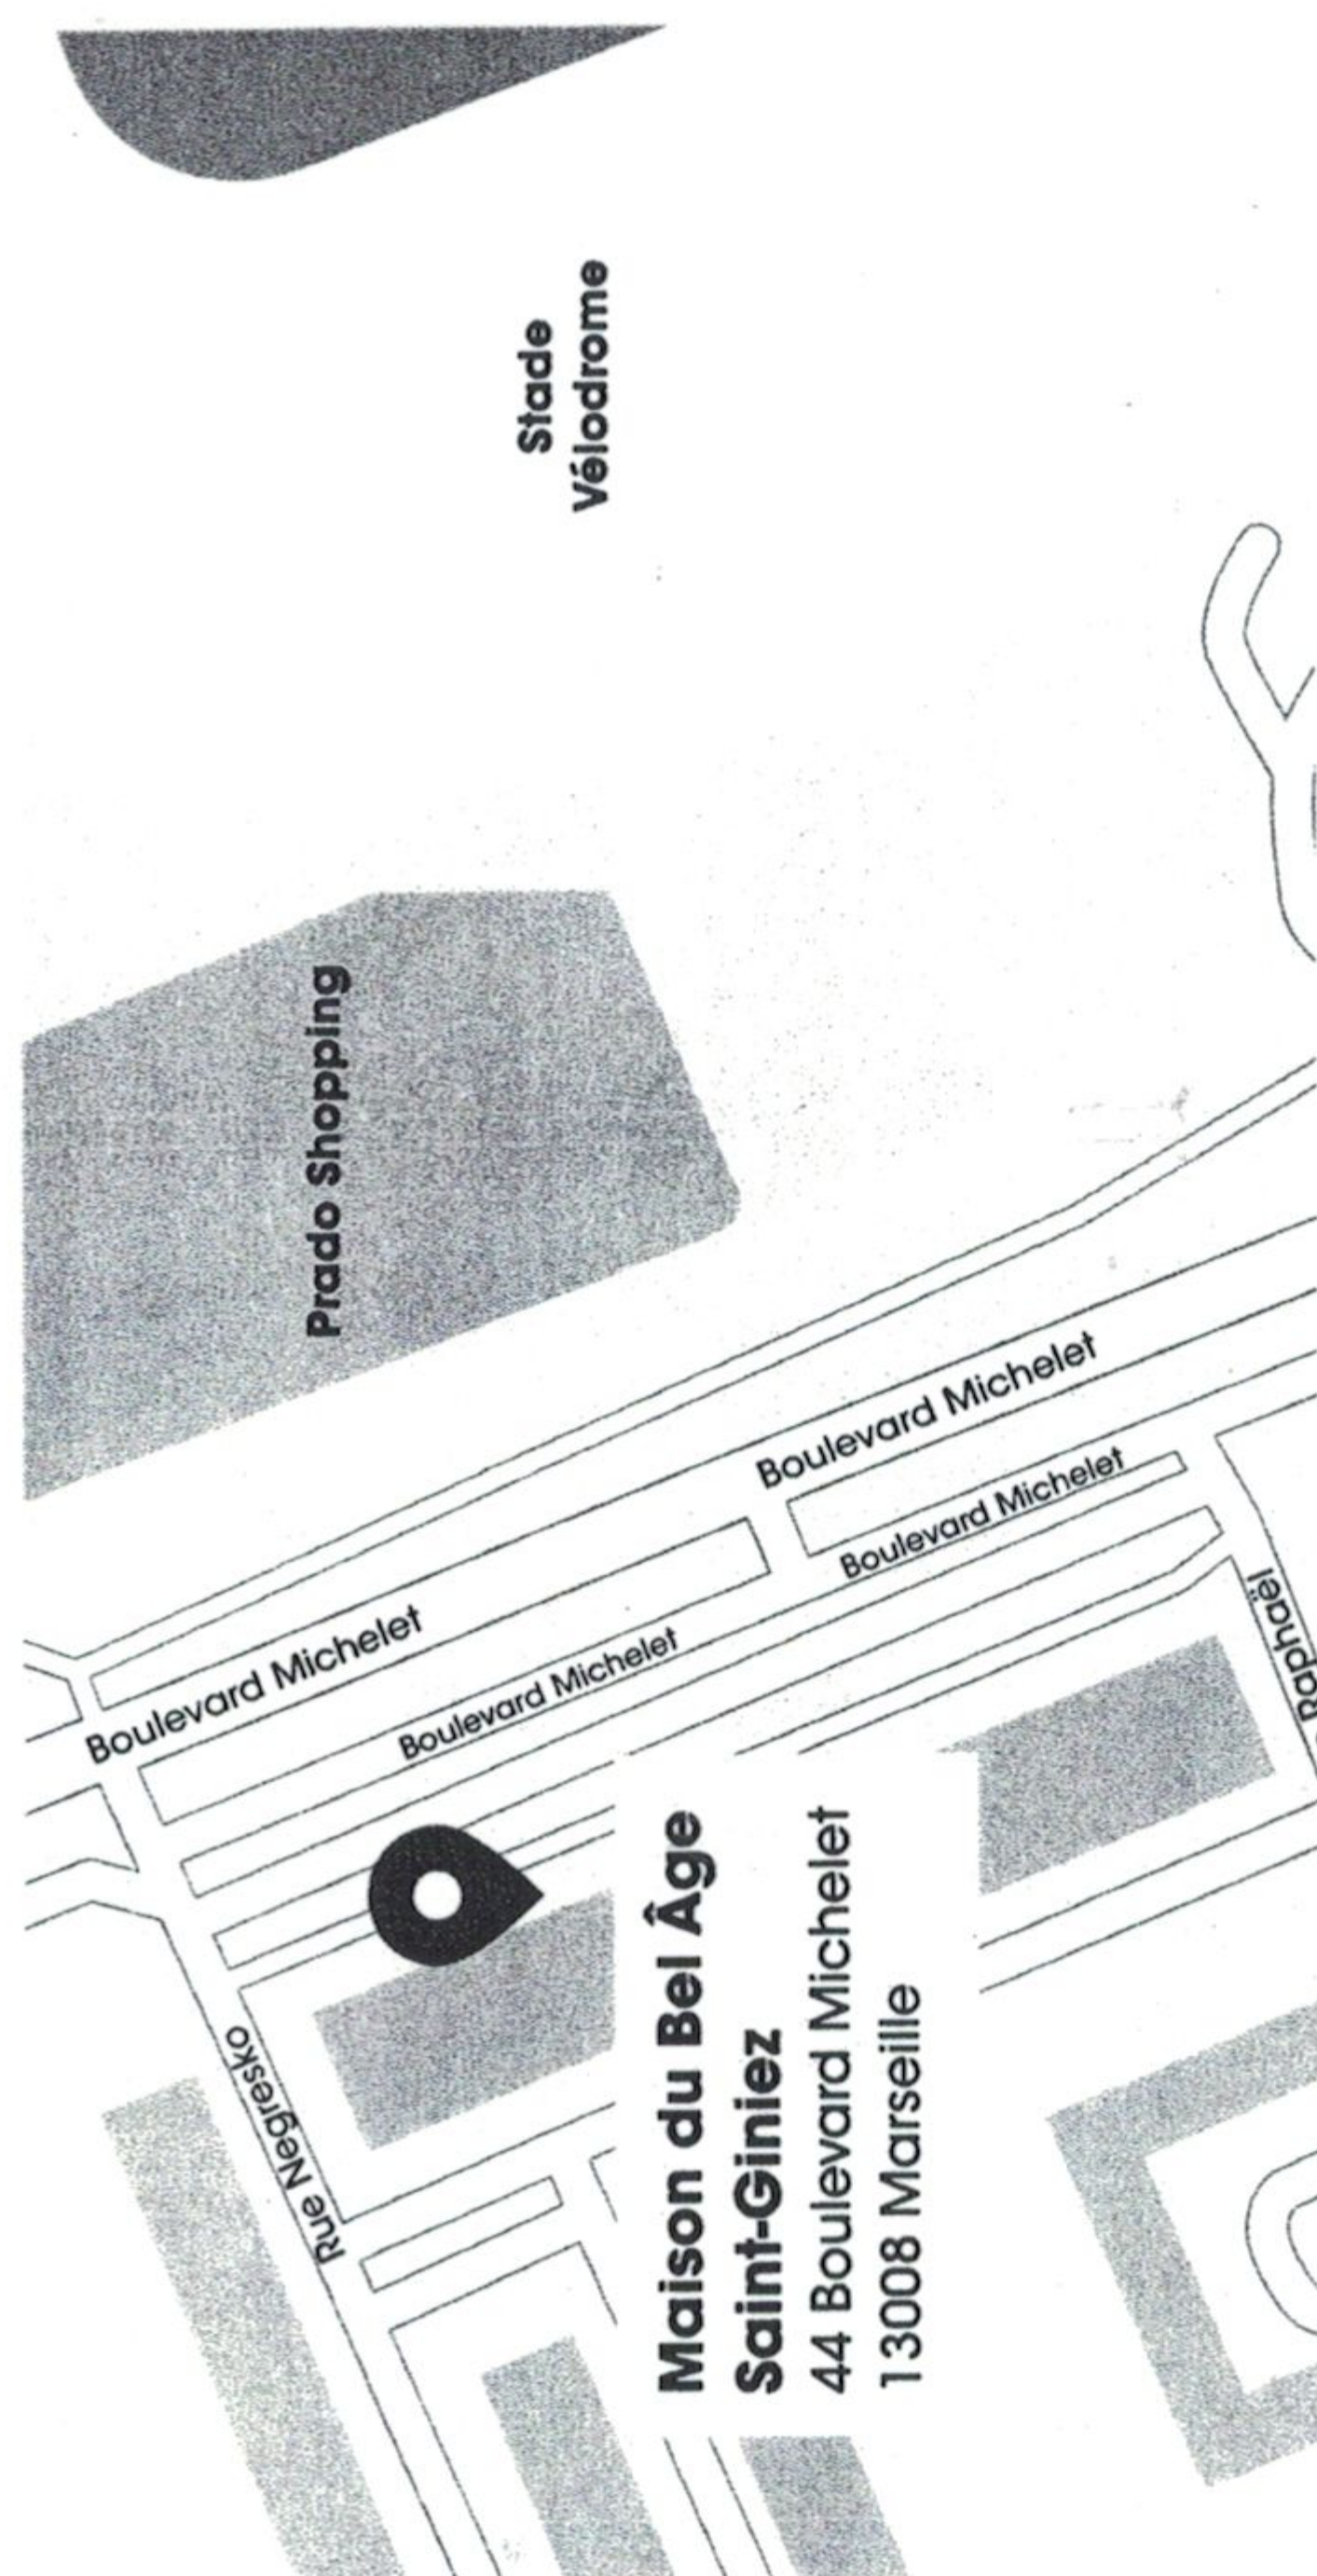 Stade
Vélodrome
Prado Shopping
Boulevard Michelet
Boulevard Michelet
Boulevard Michelet
Boulevard Michelet
Raphaël
Rue Negresko
Maison du Bel Âge
Saint-Giniez
44 Boulevard Michelet
13008 Marseille